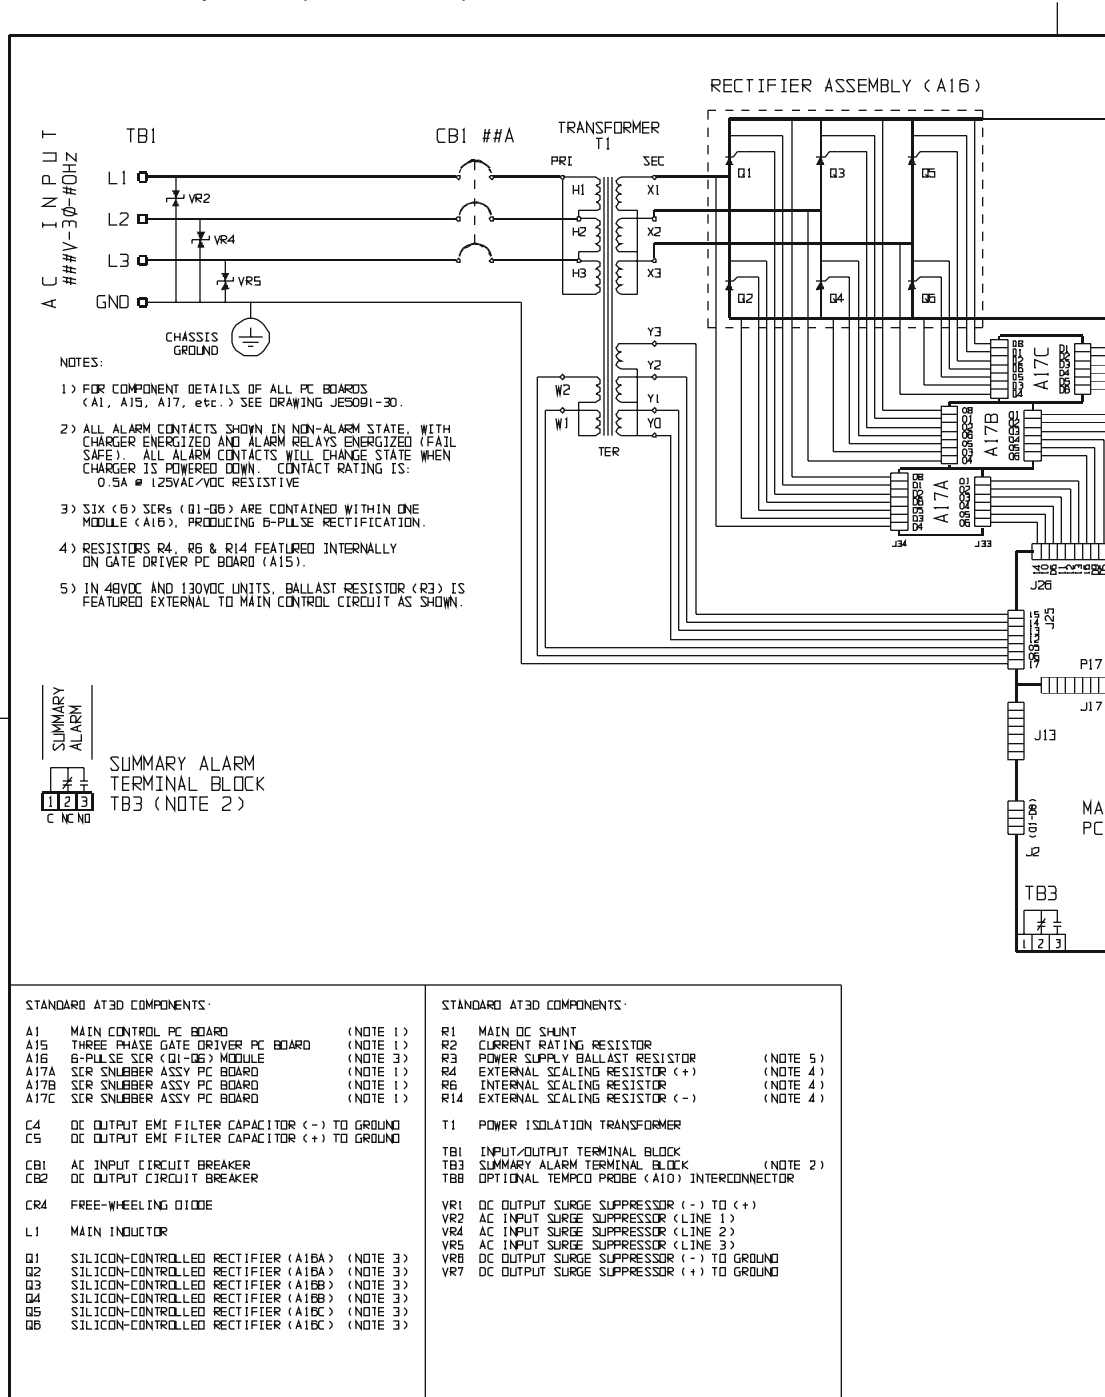 RECTIFIER ASSEMBLY (A16)
AC INPUT
###V-3Ø-#0HZ
TB1
CB1 ##A
TRANSFORMER
T1
PRI
SEC
L1
L2
L3
GND
VR2
VR4
VR5
H1
H2
H3
X1
X2
X3
Q1
Q3
Q5
Q2
Q4
Q6
CHASSIS
GROUND
Y3
Y2
Y1
Y0
W2
W1
TER
A17C
A17B
A17A
J34
J33
J26
J25
NOTES:
1) FOR COMPONENT DETAILS OF ALL PC BOARDS
(A1, A15, A17, etc.) SEE DRAWING JE5091-30.
2) ALL ALARM CONTACTS SHOWN IN NON-ALARM STATE, WITH
CHARGER ENERGIZED AND ALARM RELAYS ENERGIZED (FAIL
SAFE). ALL ALARM CONTACTS WILL CHANGE STATE WHEN
CHARGER IS POWERED DOWN. CONTACT RATING IS:
0.5A @ 125VAC/VDC RESISTIVE
3) SIX (6) SCRs (Q1-Q6) ARE CONTAINED WITHIN ONE
MODULE (A16), PRODUCING 6-PULSE RECTIFICATION.
4) RESISTORS R4, R6 & R14 FEATURED INTERNALLY
ON GATE DRIVER PC BOARD (A15).
5) IN 48VDC AND 130VDC UNITS, BALLAST RESISTOR (R3) IS
FEATURED EXTERNAL TO MAIN CONTROL CIRCUIT AS SHOWN.
P17
J17
J13
SUMMARY
ALARM
SUMMARY ALARM
TERMINAL BLOCK
TB3 (NOTE 2)
1 2 3
C NC NO
(Q1-Q8)
J2
MA
PC
TB3
1 2 3
STANDARD AT30 COMPONENTS:
A1 MAIN CONTROL PC BOARD (NOTE 1)
A15 THREE PHASE GATE DRIVER PC BOARD (NOTE 1)
A16 6-PULSE SCR (Q1-Q6) MODULE (NOTE 3)
A17A SCR SNUBBER ASSY PC BOARD (NOTE 1)
A17B SCR SNUBBER ASSY PC BOARD (NOTE 1)
A17C SCR SNUBBER ASSY PC BOARD (NOTE 1)
C4 DC OUTPUT EMI FILTER CAPACITOR (-) TO GROUND
C5 DC OUTPUT EMI FILTER CAPACITOR (+) TO GROUND
CB1 AC INPUT CIRCUIT BREAKER
CB2 DC OUTPUT CIRCUIT BREAKER
CR4 FREE-WHEELING DIODE
L1 MAIN INDUCTOR
Q1 SILICON-CONTROLLED RECTIFIER (A16A) (NOTE 3)
Q2 SILICON-CONTROLLED RECTIFIER (A16A) (NOTE 3)
Q3 SILICON-CONTROLLED RECTIFIER (A16B) (NOTE 3)
Q4 SILICON-CONTROLLED RECTIFIER (A16B) (NOTE 3)
Q5 SILICON-CONTROLLED RECTIFIER (A16C) (NOTE 3)
Q6 SILICON-CONTROLLED RECTIFIER (A16C) (NOTE 3)
STANDARD AT30 COMPONENTS:
R1 MAIN DC SHUNT
R2 CURRENT RATING RESISTOR
R3 POWER SUPPLY BALLAST RESISTOR (NOTE 5)
R4 EXTERNAL SCALING RESISTOR (+) (NOTE 4)
R6 INTERNAL SCALING RESISTOR (NOTE 4)
R14 EXTERNAL SCALING RESISTOR (-) (NOTE 4)
T1 POWER ISOLATION TRANSFORMER
TB1 INPUT/OUTPUT TERMINAL BLOCK
TB3 SUMMARY ALARM TERMINAL BLOCK (NOTE 2)
TB8 OPTIONAL TEMPCO PROBE (A10) INTERCONNECTOR
VR1 DC OUTPUT SURGE SUPPRESSOR (-) TO (+)
VR2 AC INPUT SURGE SUPPRESSOR (LINE 1)
VR4 AC INPUT SURGE SUPPRESSOR (LINE 2)
VR5 AC INPUT SURGE SUPPRESSOR (LINE 3)
VR6 DC OUTPUT SURGE SUPPRESSOR (-) TO GROUND
VR7 DC OUTPUT SURGE SUPPRESSOR (+) TO GROUND